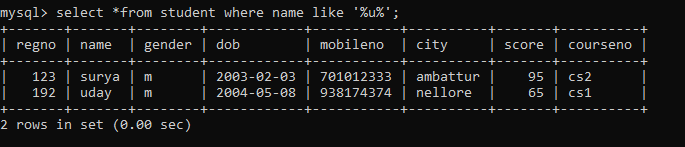 mysql> select *from student where name like '%u%';
+-------+-------+--------+------------+-----------+----------+-------+----------+
| regno | name  | gender | dob        | mobileno  | city     | score | courseno |
+-------+-------+--------+------------+-----------+----------+-------+----------+
|   123 | surya | m      | 2003-02-03 | 701012333 | ambattur |    95 | cs2      |
|   192 | uday  | m      | 2004-05-08 | 938174374 | nellore  |    65 | cs1      |
+-------+-------+--------+------------+-----------+----------+-------+----------+
2 rows in set (0.00 sec)